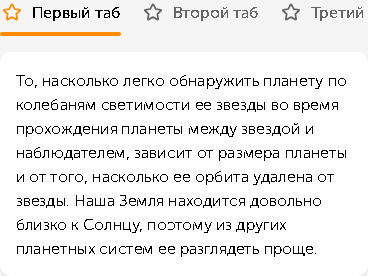 Первый таб Второй таб Третий
То, насколько легко обнаружить планету по
колебаням светимости ее звезды во время
прохождения планеты между звездой и
наблюдателем, зависит от размера планеты
и от того, насколько ее орбита удалена от
звезды. Наша Земля находится довольно
близко к Солнцу, поэтому из других
планетных систем ее разглядеть проще.